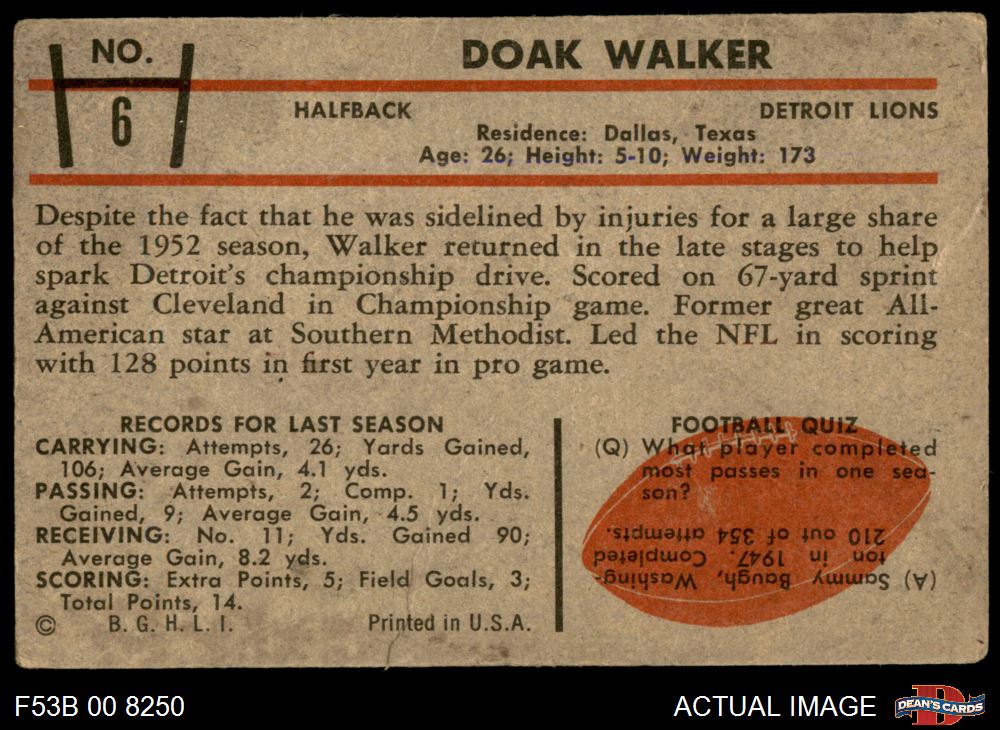 NO.
6
DOAK WALKER
HALFBACK
DETROIT LIONS
Residence: Dallas, Texas
Age: 26; Height: 5-10; Weight: 173
Despite the fact that he was sidelined by injuries for a large share
of the 1952 season, Walker returned in the late stages to help
spark Detroit's championship drive. Scored on 67-yard sprint
against Cleveland in Championship game. Former great All-
American star at Southern Methodist. Led the NFL in scoring
with 128 points in first year in pro game.
RECORDS FOR LAST SEASON
CARRYING: Attempts, 26; Yards Gained,
106; Average Gain, 4.1 yds.
PASSING: Attempts, 2; Comp. 1; Yds.
Gained, 9; Average Gain, 4.5 yds.
RECEIVING: No. 11; Yds. Gained 90;
Average Gain, 8.2 yds.
SCORING: Extra Points, 5; Field Goals, 3;
Total Points, 14.
© B. G. H. L. I. Printed in U.S.A.
FOOTBALL QUIZ
(Q) What player completed
most passes in one sea-
son?
(A) Sammy Baugh, Washing-
ton in 1947. Completed
210 out of 354 attempts.
F53B 00 8250
ACTUAL IMAGE
DEAN'S CARDS